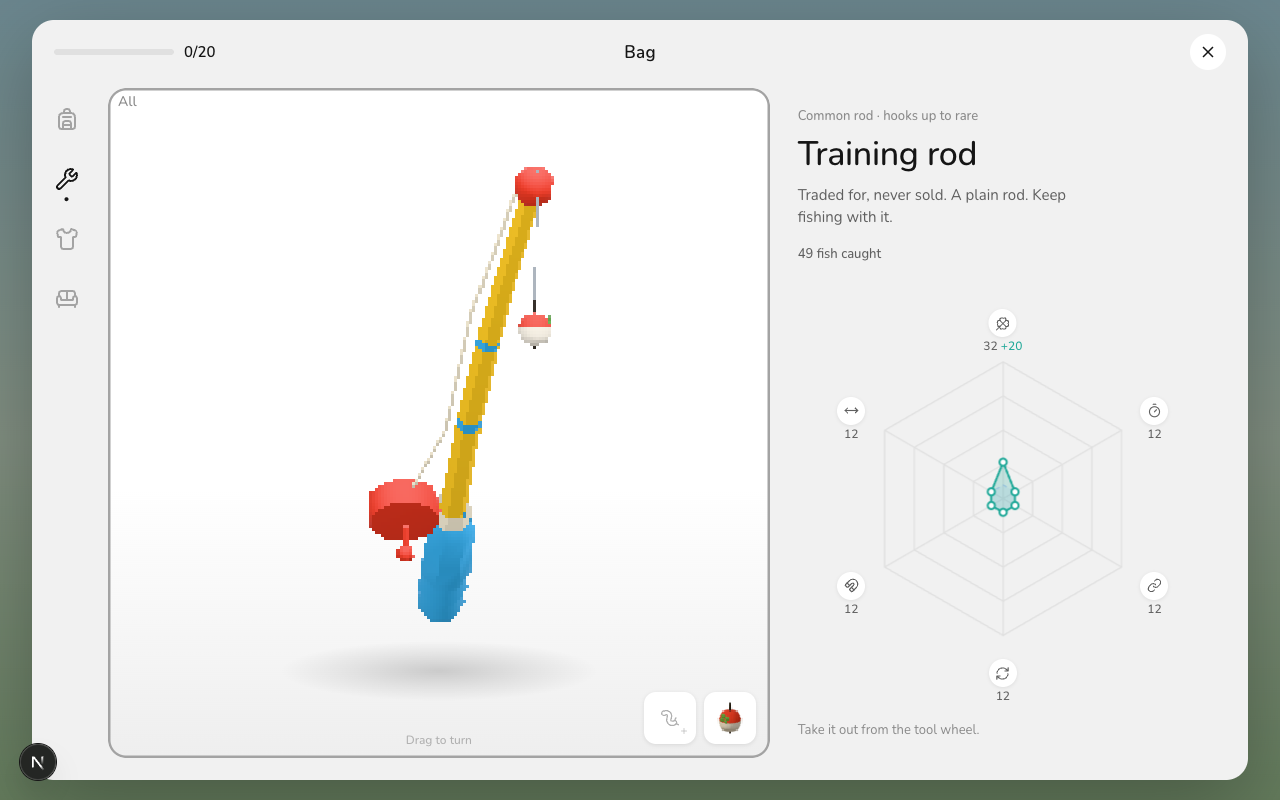 0/20
Bag
All
Common rod · hooks up to rare
Training rod
Traded for, never sold. A plain rod. Keep
fishing with it.
49 fish caught
32 +20
12
12
12
12
12
Take it out from the tool wheel.
Drag to turn
N